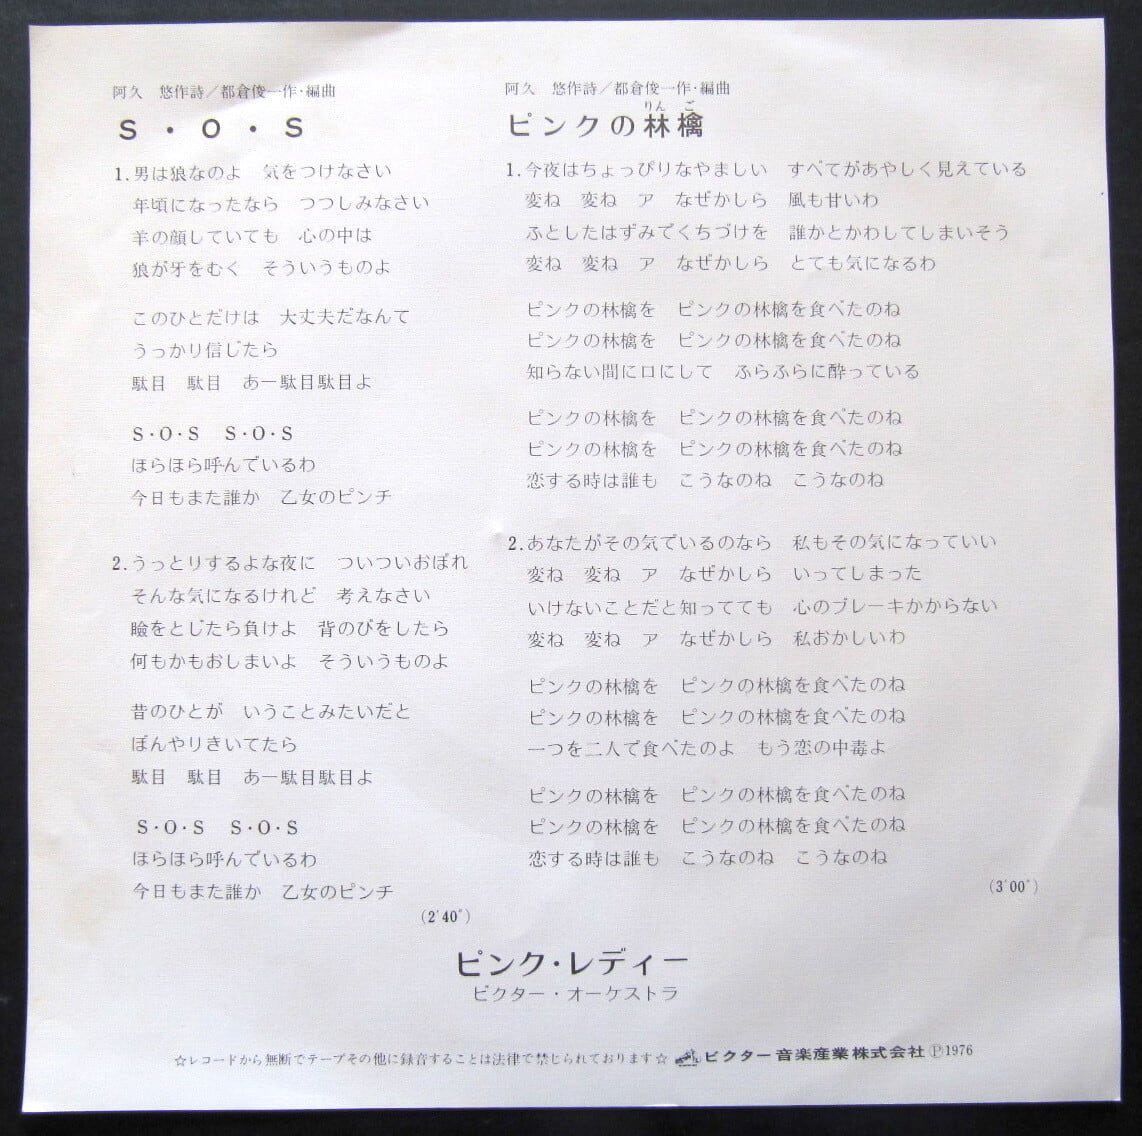 阿久 悠作詩／都倉俊一作・編曲
S・O・S
1.男は狼なのよ 気をつけなさい
年頃になったなら つつしみなさい
羊の顔していても 心の中は
狼が牙をむく そういうものよ
このひとだけは 大丈夫だなんて
うっかり信じたら
駄目 駄目 あー駄目駄目よ
S・O・S S・O・S
ほらほら呼んでいるわ
今日もまた誰か 乙女のピンチ
2.うっとりするよな夜に ついついおぼれ
そんな気になるけれど 考えなさい
瞼をとじたら負けよ 背のびをしたら
何もかもおしまいよ そういうものよ
昔のひとが いうことみたいだと
ぼんやりきいてたら
駄目 駄目 あー駄目駄目よ
S・O・S S・O・S
ほらほら呼んでいるわ
今日もまた誰か 乙女のピンチ
(2′40″)
阿久 悠作詩／都倉俊一作・編曲
りんご
ピンクの林檎
1.今夜はちょっぴりなやましい すべてがあやしく見えている
変ね 変ね ア なぜかしら 風も甘いわ
ふとしたはずみでくちづけを 誰かとかわしてしまいそう
変ね 変ね ア なぜかしら とても気になるわ
ピンクの林檎を ピンクの林檎を食べたのね
ピンクの林檎を ピンクの林檎を食べたのね
知らない間に口にして ふらふらに酔っている
ピンクの林檎を ピンクの林檎を食べたのね
ピンクの林檎を ピンクの林檎を食べたのね
恋する時は誰も こうなのね こうなのね
2.あなたがその気でいるのなら 私もその気になっていい
変ね 変ね ア なぜかしら いってしまった
いけないことだと知ってても 心のブレーキかからない
変ね 変ね ア なぜかしら 私おかしいわ
ピンクの林檎を ピンクの林檎を食べたのね
ピンクの林檎を ピンクの林檎を食べたのね
一つを二人で食べたのよ もう恋の中毒よ
ピンクの林檎を ピンクの林檎を食べたのね
ピンクの林檎を ピンクの林檎を食べたのね
恋する時は誰も こうなのね こうなのね
(3′00″)
ピンク・レディー
ビクター・オーケストラ
☆レコードから無断でテープその他に録音することは法律で禁じられております☆ ビクター音楽産業株式会社 Ⓟ1976